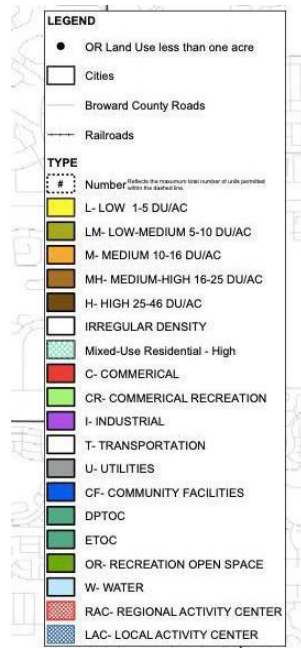 LEGEND
OR Land Use less than one acre
Cities
Broward County Roads
Railroads
TYPE
# Number Reflects the maxumum total number of units permitted
within the dashed line.
L- LOW 1-5 DU/AC
LM- LOW-MEDIUM 5-10 DU/AC
M- MEDIUM 10-16 DU/AC
MH- MEDIUM-HIGH 16-25 DU/AC
H- HIGH 25-46 DU/AC
IRREGULAR DENSITY
Mixed-Use Residential - High
C- COMMERICAL
CR- COMMERICAL RECREATION
I- INDUSTRIAL
T- TRANSPORTATION
U- UTILITIES
CF- COMMUNITY FACILITIES
DPTOC
ETOC
OR- RECREATION OPEN SPACE
W- WATER
RAC- REGIONAL ACTIVITY CENTER
LAC- LOCAL ACTIVITY CENTER